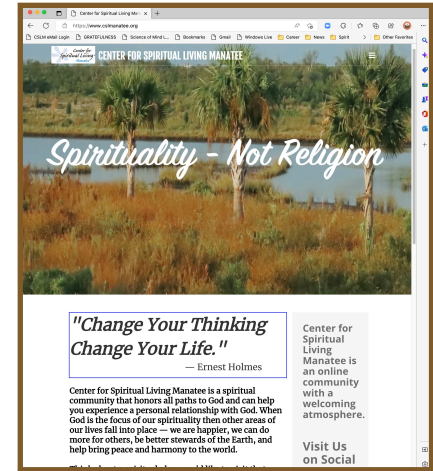 Center for Spiritual Living Ma
https://www.cslmanatee.org
CSLM eMail Login GRATEFULNESS Science of Mind L... Bookmarks Gmail Windows Live Career News Spirit Other Favorites
Center for
Spiritual Living
Manatee
CENTER FOR SPIRITUAL LIVING MANATEE
Spirituality - Not Religion
"Change Your Thinking
Change Your Life."
— Ernest Holmes
Center for Spiritual Living Manatee is a spiritual
community that honors all paths to God and can help
you experience a personal relationship with God. When
God is the focus of our spirituality then other areas of
our lives fall into place — we are happier, we can do
more for others, be better stewards of the Earth, and
help bring peace and harmony to the world.
Center for
Spiritual
Living
Manatee is
an online
community
with a
welcoming
atmosphere.
Visit Us
on Social